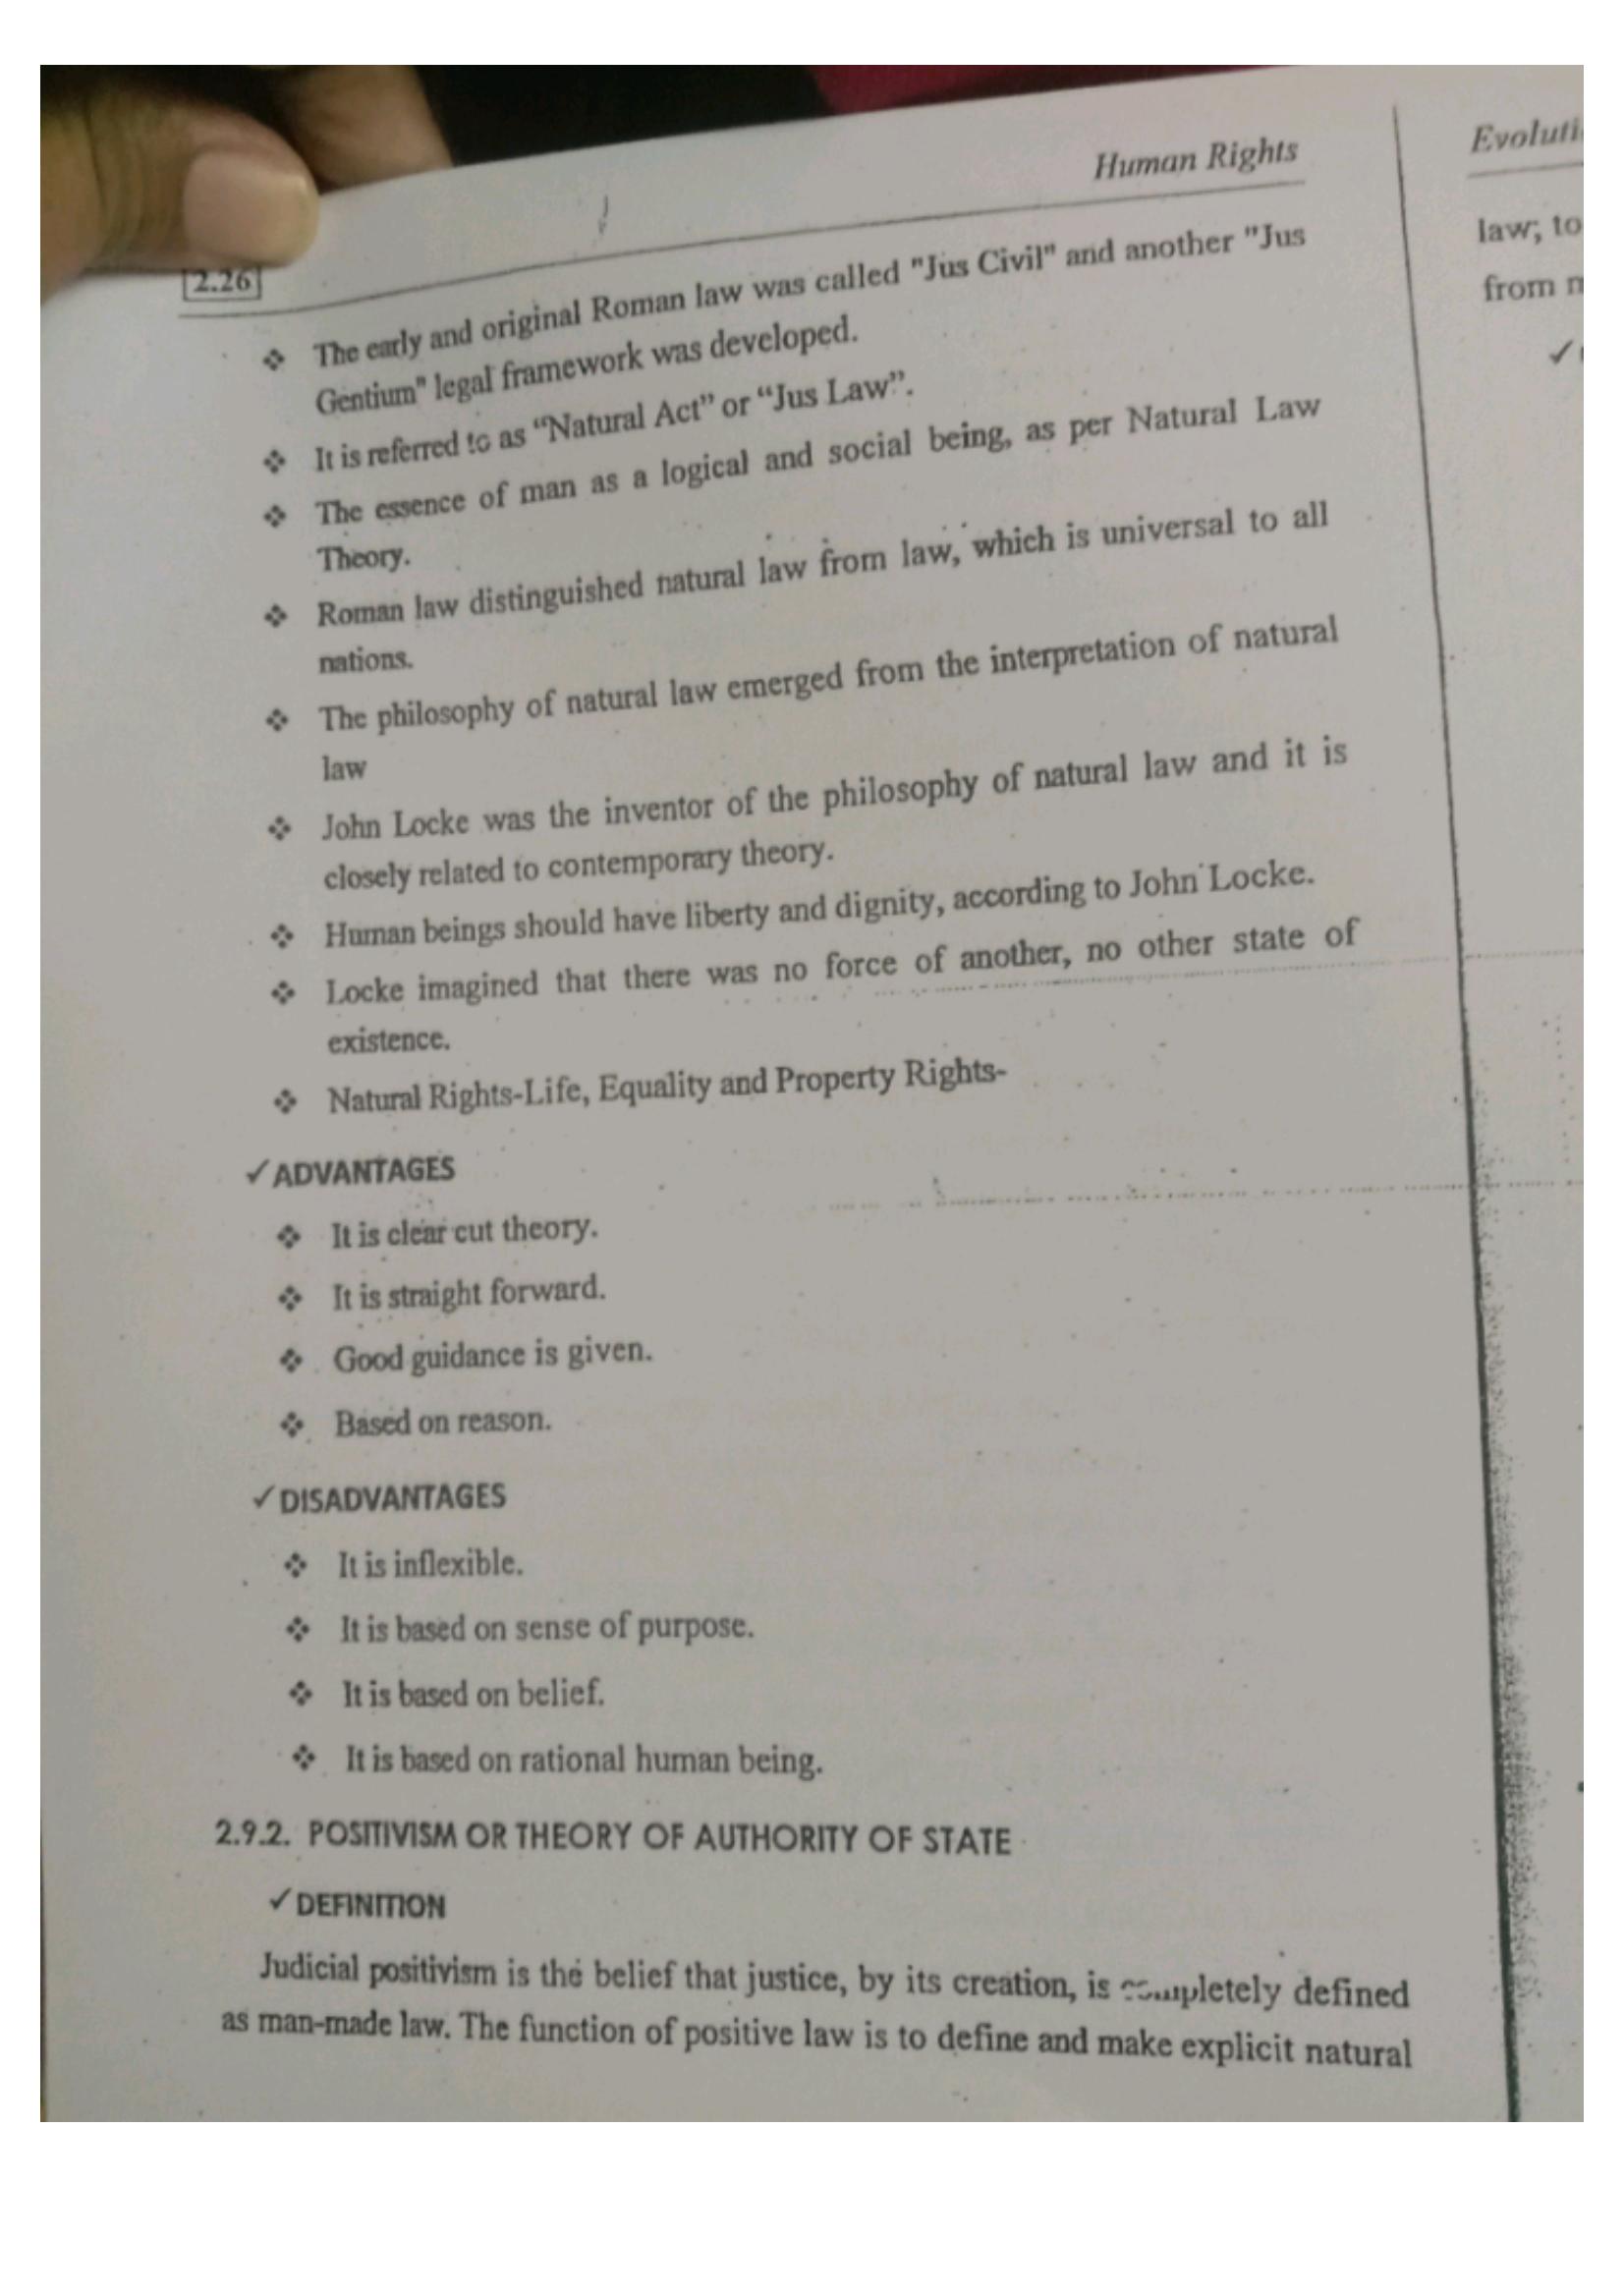 Human Rights
2.26
❖ The early and original Roman law was called "Jus Civil" and another "Jus
Gentium" legal framework was developed.
❖ It is referred to as “Natural Act” or “Jus Law”.
❖ The essence of man as a logical and social being, as per Natural Law
Theory.
❖ Roman law distinguished natural law from law, which is universal to all
nations.
❖ The philosophy of natural law emerged from the interpretation of natural
law
❖ John Locke was the inventor of the philosophy of natural law and it is
closely related to contemporary theory.
❖ Human beings should have liberty and dignity, according to John Locke.
❖ Locke imagined that there was no force of another, no other state of
existence.
❖ Natural Rights-Life, Equality and Property Rights-
✓ ADVANTAGES
❖ It is clear cut theory.
❖ It is straight forward.
❖ Good guidance is given.
❖ Based on reason.
✓ DISADVANTAGES
❖ It is inflexible.
❖ It is based on sense of purpose.
❖ It is based on belief.
❖ It is based on rational human being.
2.9.2. POSITIVISM OR THEORY OF AUTHORITY OF STATE
✓ DEFINITION
Judicial positivism is the belief that justice, by its creation, is completely defined
as man-made law. The function of positive law is to define and make explicit natural
law; to
from
✓